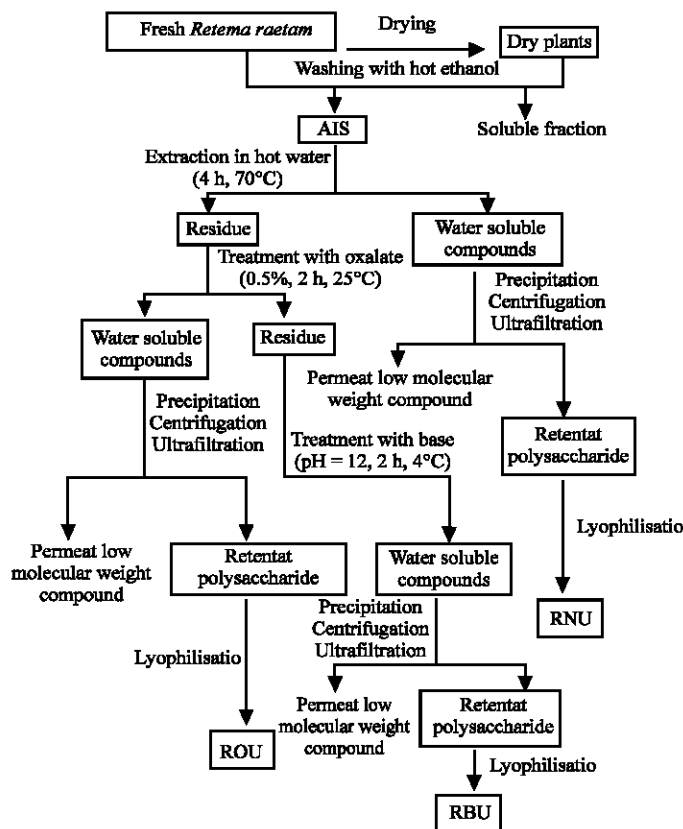 Fresh Retema raetam
Drying
Dry plants
Washing with hot ethanol
AIS
Soluble fraction
Extraction in hot water
(4 h, 70°C)
Residue
Water soluble
compounds
Treatment with oxalate
(0.5%, 2 h, 25°C)
Precipitation
Centrifugation
Ultrafiltration
Water soluble
compounds
Residue
Permeat low molecular
weight compound
Precipitation
Centrifugation
Ultrafiltration
Treatment with base
(pH = 12, 2 h, 4°C)
Retentat
polysaccharide
Permeat low
molecular weight
compound
Retentat
polysaccharide
Water soluble
compounds
Lyophilisatio
Precipitation
Centrifugation
Ultrafiltration
RNU
Lyophilisatio
Permeat low
molecular weight
compound
Retentat
polysaccharide
ROU
Lyophilisatio
RBU